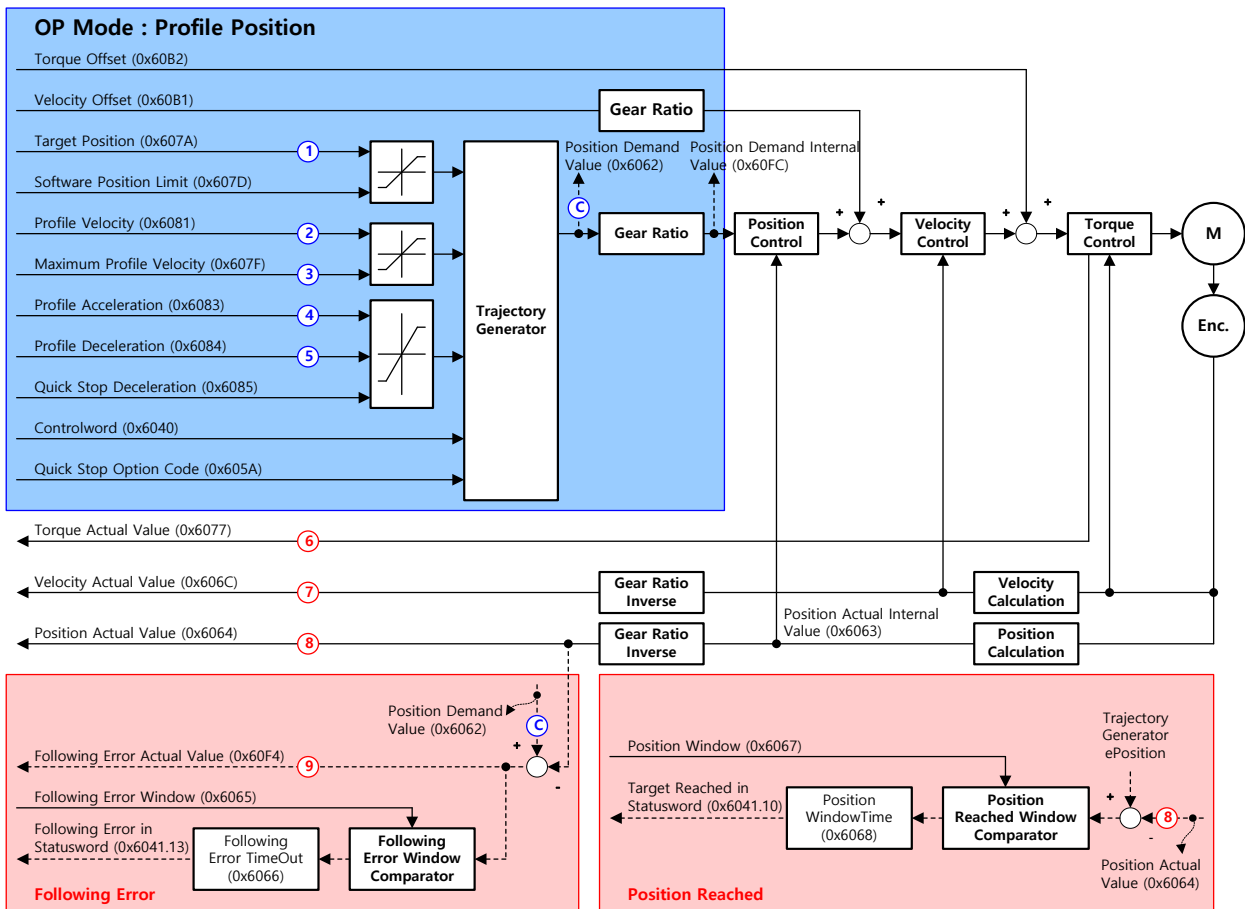 OP Mode : Profile Position
Torque Offset (0x60B2)
Velocity Offset (0x60B1)
Gear Ratio
Target Position (0x607A)
1
Position Demand
Value (0x6062)
Position Demand Internal
Value (0x60FC)
Software Position Limit (0x607D)
C
Profile Velocity (0x6081)
2
Gear Ratio
Position
Control
+
+
Velocity
Control
+
+
Torque
Control
M
Maximum Profile Velocity (0x607F)
3
Profile Acceleration (0x6083)
4
Trajectory
Generator
Enc.
Profile Deceleration (0x6084)
5
Quick Stop Deceleration (0x6085)
Controlword (0x6040)
Quick Stop Option Code (0x605A)
Torque Actual Value (0x6077)
6
Velocity Actual Value (0x606C)
7
Gear Ratio
Inverse
Velocity
Calculation
Position Actual Internal
Value (0x6063)
Position Actual Value (0x6064)
8
Gear Ratio
Inverse
Position
Calculation
Position Demand
Value (0x6062)
C
+
-
Following Error Actual Value (0x60F4)
9
Following Error Window (0x6065)
Following Error in
Statusword (0x6041.13)
Following
Error TimeOut
(0x6066)
Following
Error Window
Comparator
Following Error
Trajectory
Generator
ePosition
Position Window (0x6067)
Target Reached in
Statusword (0x6041.10)
Position
WindowTime
(0x6068)
Position
Reached Window
Comparator
+
-
8
Position Actual
Value (0x6064)
Position Reached